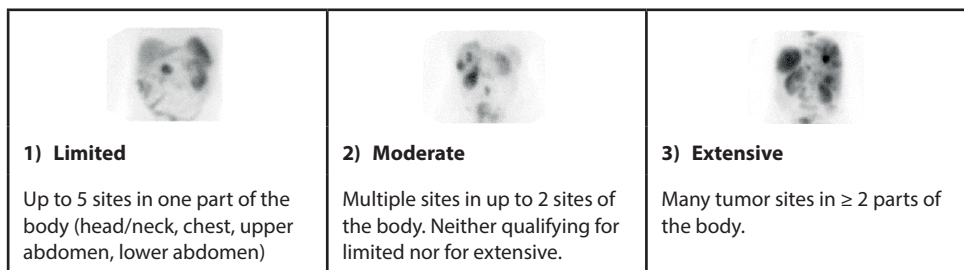 1) Limited
Up to 5 sites in one part of the
body (head/neck, chest, upper
abdomen, lower abdomen)
2) Moderate
Multiple sites in up to 2 sites of
the body. Neither qualifying for
limited nor for extensive.
3) Extensive
Many tumor sites in ≥ 2 parts of
the body.